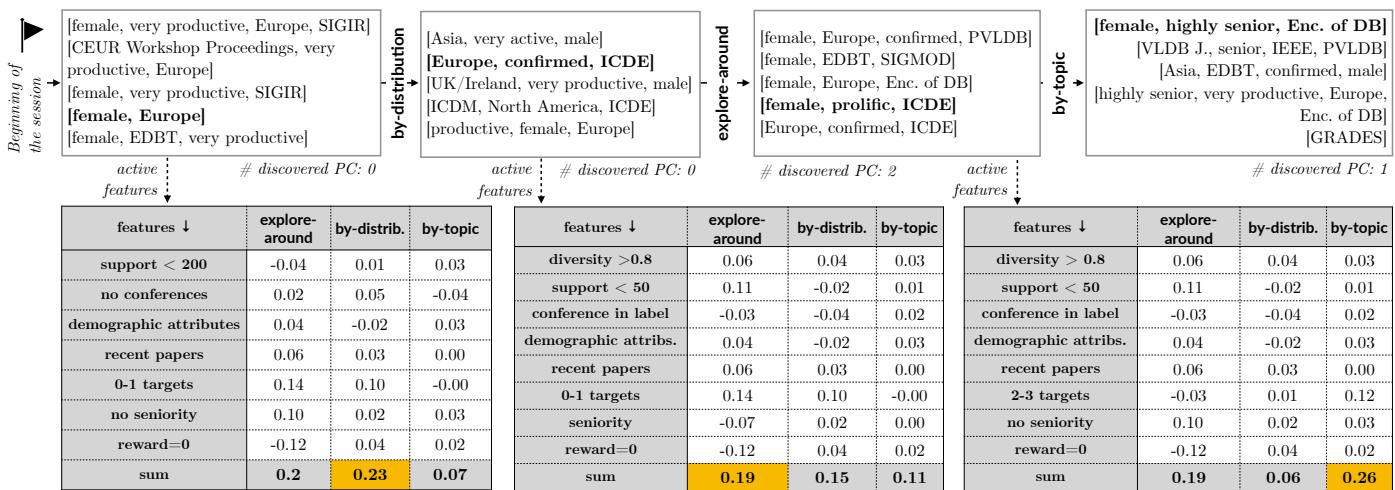 Beginning of
the session
[female, very productive, Europe, SIGIR]
[CEUR Workshop Proceedings, very
productive, Europe]
[female, very productive, SIGIR]
[female, Europe]
[female, EDBT, very productive]
by-distribution
[Asia, very active, male]
[Europe, confirmed, ICDE]
[UK/Ireland, very productive, male]
[ICDM, North America, ICDE]
[productive, female, Europe]
explore-around
[female, Europe, confirmed, PVLDB]
[female, EDBT, SIGMOD]
[female, Europe, Enc. of DB]
[female, prolific, ICDE]
[Europe, confirmed, ICDE]
by-topic
[female, highly senior, Enc. of DB]
[VLDB J., senior, IEEE, PVLDB]
[Asia, EDBT, confirmed, male]
[highly senior, very productive, Europe,
Enc. of DB]
[GRADES]
active
features
# discovered PC: 0
active
features
# discovered PC: 0
# discovered PC: 2
active
features
# discovered PC: 1
features ↓ explore-around by-distrib. by-topic
support < 200 -0.04 0.01 0.03
no conferences 0.02 0.05 -0.04
demographic attributes 0.04 -0.02 0.03
recent papers 0.06 0.03 0.00
0-1 targets 0.14 0.10 -0.00
no seniority 0.10 0.02 0.03
reward=0 -0.12 0.04 0.02
sum 0.2 0.23 0.07
features ↓ explore-around by-distrib. by-topic
diversity >0.8 0.06 0.04 0.03
support < 50 0.11 -0.02 0.01
conference in label -0.03 -0.04 0.02
demographic attribs. 0.04 -0.02 0.03
recent papers 0.06 0.03 0.00
0-1 targets 0.14 0.10 -0.00
seniority -0.07 0.02 0.00
reward=0 -0.12 0.04 0.02
sum 0.19 0.15 0.11
features ↓ explore-around by-distrib. by-topic
diversity > 0.8 0.06 0.04 0.03
support < 50 0.11 -0.02 0.01
conference in label -0.03 -0.04 0.02
demographic attribs. 0.04 -0.02 0.03
recent papers 0.06 0.03 0.00
2-3 targets -0.03 0.01 0.12
no seniority 0.10 0.02 0.03
reward=0 -0.12 0.04 0.02
sum 0.19 0.06 0.26